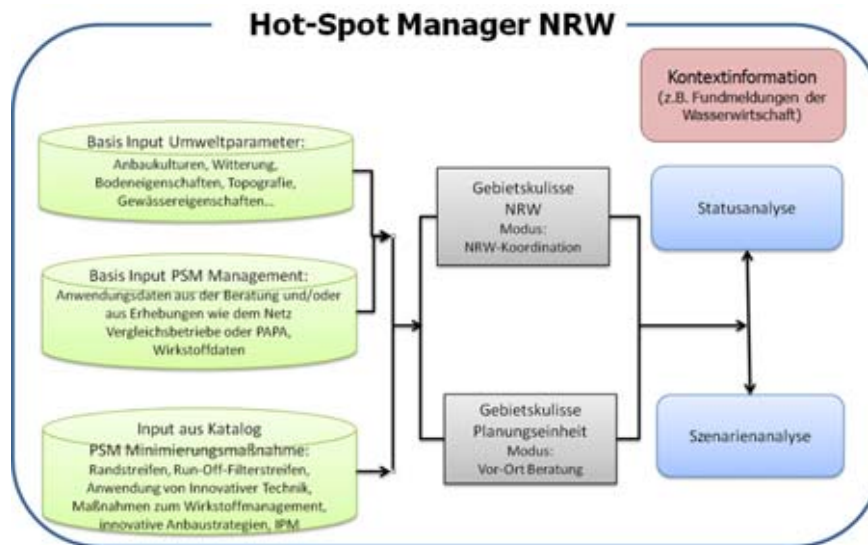 Hot-Spot Manager NRW
Kontextinformation
(z.B. Fundmeldungen der
Wasserwirtschaft)
Basis Input Umweltparameter:
Anbaukulturen, Witterung,
Bodeneigenschaften, Topografie,
Gewässereigenschaften...
Basis Input PSM Management:
Anwendungsdaten aus der Beratung und/oder
aus Erhebungen wie dem Netz
Vergleichsbetriebe oder PAPA,
Wirkstoffdaten
Input aus Katalog
PSM Minimierungsmaßnahme:
Randstreifen, Run-Off-Filterstreifen,
Anwendung von Innovativer Technik,
Maßnahmen zum Wirkstoffmanagement,
innovative Anbaustrategien, IPM
Gebietskulisse
NRW
Modus:
NRW-Koordination
Gebietskulisse
Planungseinheit
Modus:
Vor-Ort Beratung
Statusanalyse
Szenarienanalyse